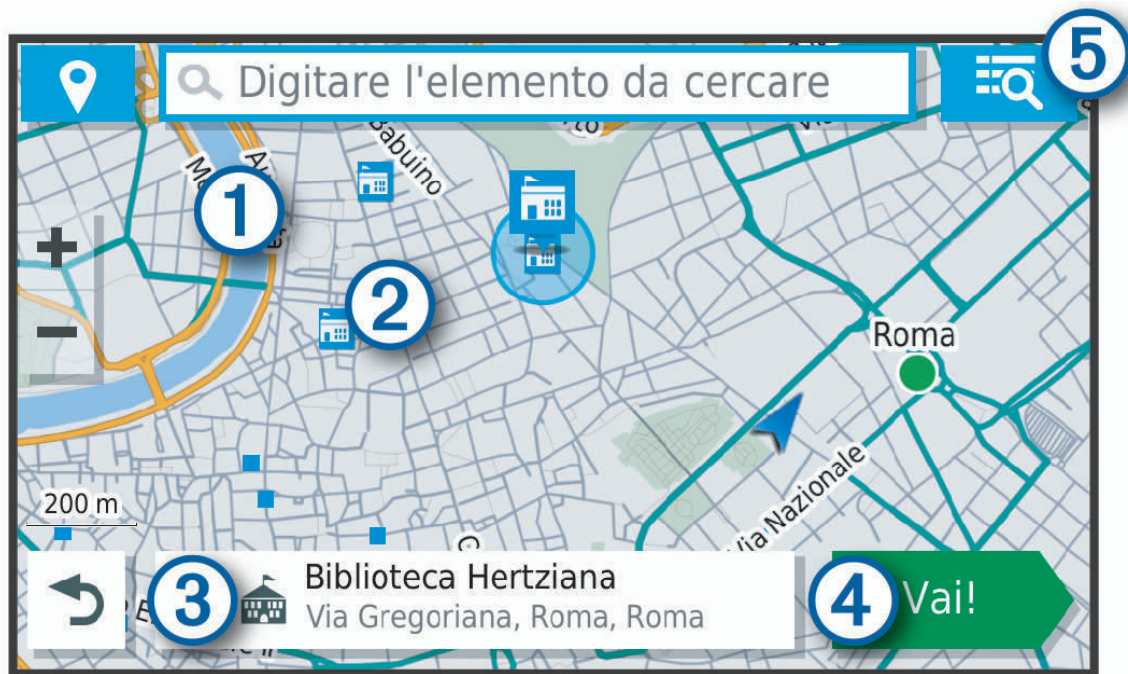 Digitare l'elemento da cercare
5
Babuino
1
2
Roma
200 m
Via Nazionale
3
Biblioteca Hertziana
Via Gregoriana, Roma, Roma
4
Vai!